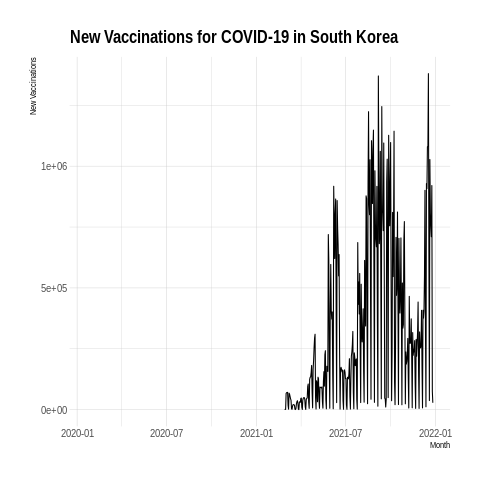 New Vaccinations for COVID-19 in South Korea
New Vaccinations
1e+06
5e+05
0e+00
2020-01 2020-07 2021-01 2021-07 2022-01
Month